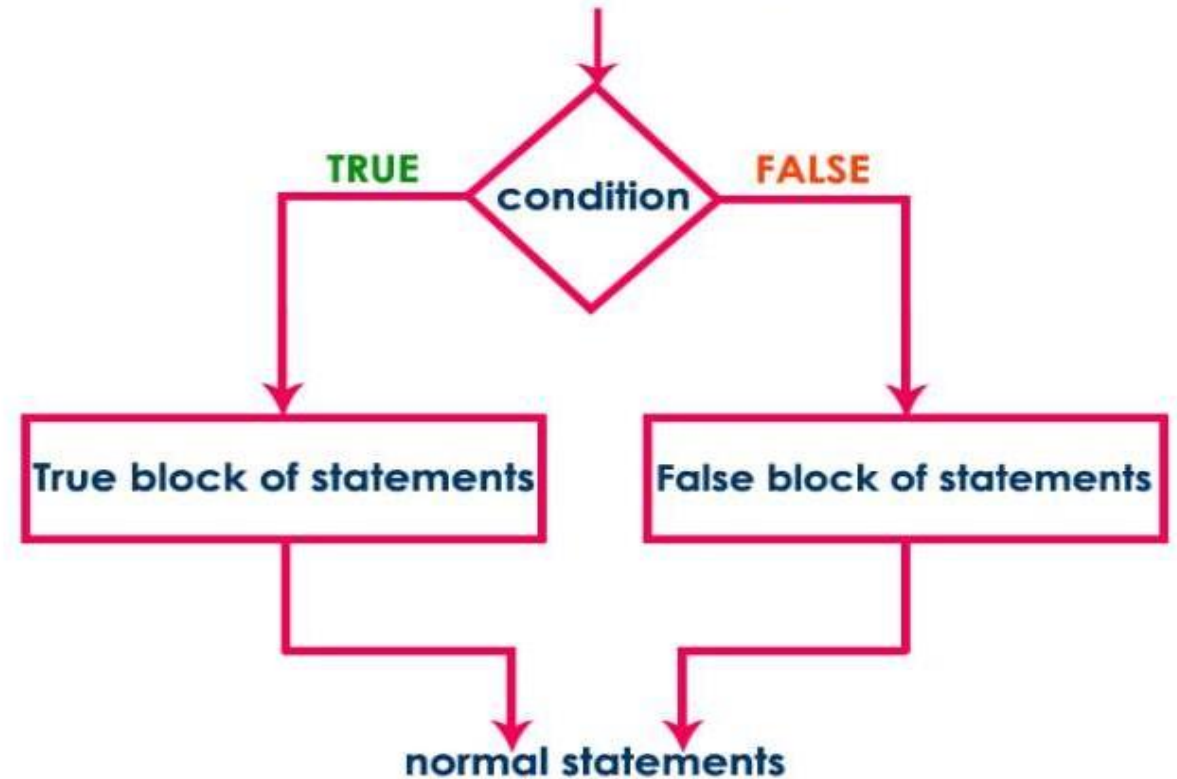 TRUE
FALSE
condition
True block of statements
False block of statements
normal statements